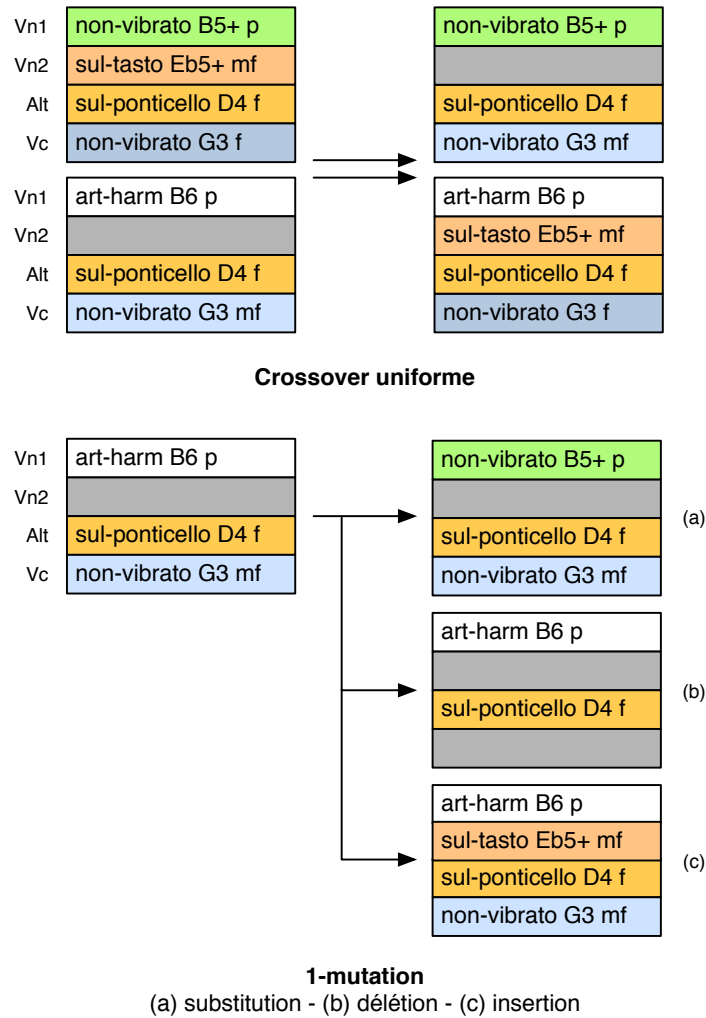 Vn1 non-vibrato B5+ p non-vibrato B5+ p
Vn2 sul-tasto Eb5+ mf
Alt sul-ponticello D4 f sul-ponticello D4 f
Vc non-vibrato G3 f non-vibrato G3 mf
Vn1 art-harm B6 p art-harm B6 p
Vn2 sul-tasto Eb5+ mf
Alt sul-ponticello D4 f sul-ponticello D4 f
Vc non-vibrato G3 mf non-vibrato G3 f
Crossover uniforme
Vn1 art-harm B6 p non-vibrato B5+ p
Vn2 (a)
Alt sul-ponticello D4 f sul-ponticello D4 f
Vc non-vibrato G3 mf non-vibrato G3 mf
art-harm B6 p
sul-ponticello D4 f (b)
art-harm B6 p
sul-tasto Eb5+ mf
sul-ponticello D4 f (c)
non-vibrato G3 mf
1-mutation
(a) substitution - (b) délétion - (c) insertion